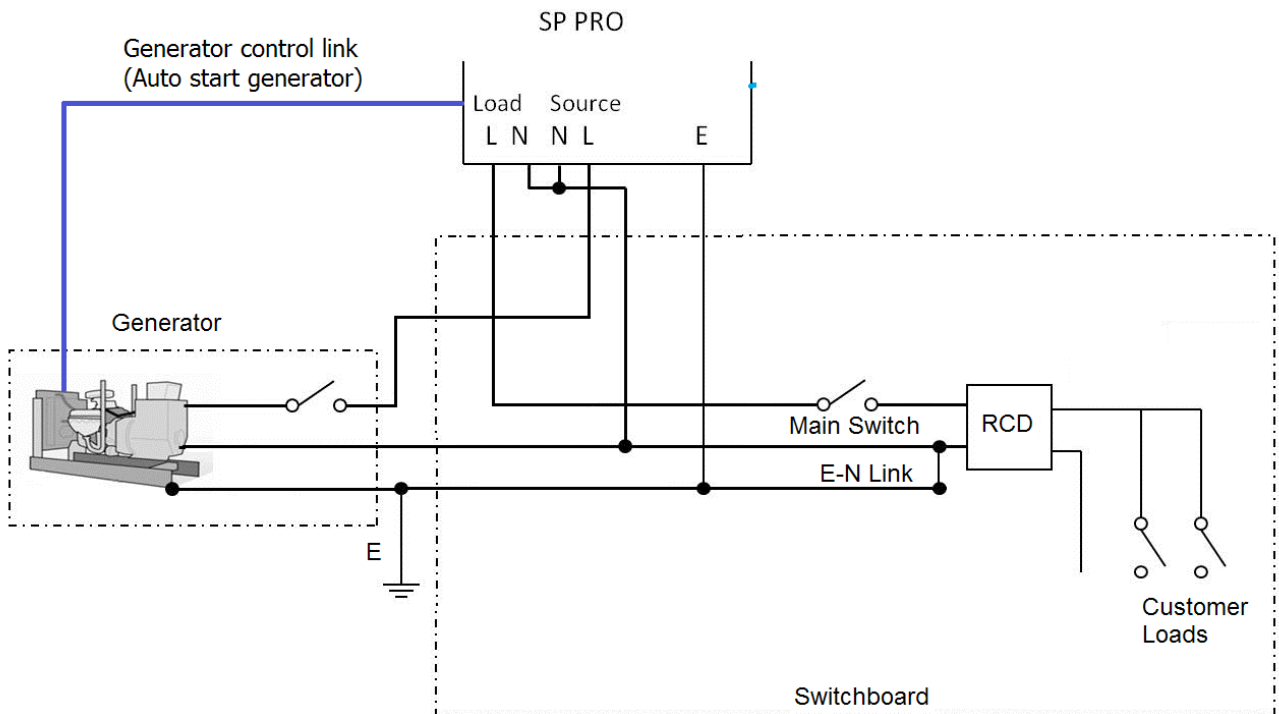 SP PRO
Generator control link
(Auto start generator)
Load Source
L N N L E
Generator
Main Switch
RCD
E-N Link
E
Customer
Loads
Switchboard